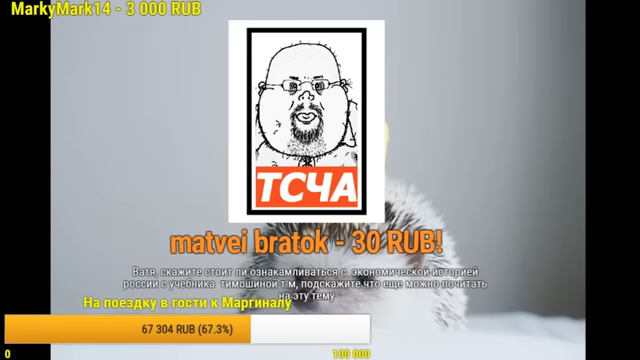 MarkyMark14 - 3 000 RUB
ТСЧА
matvei bratok - 30 RUB!
Ватя, скажите стоит ли ознакамливаться с экономической историей
россии с учебника тимошиной т м, подскажите что еще можно почитать
на эту тему
На поездку в гости к Маргиналу
67 304 RUB (67.3%)
0
100 000